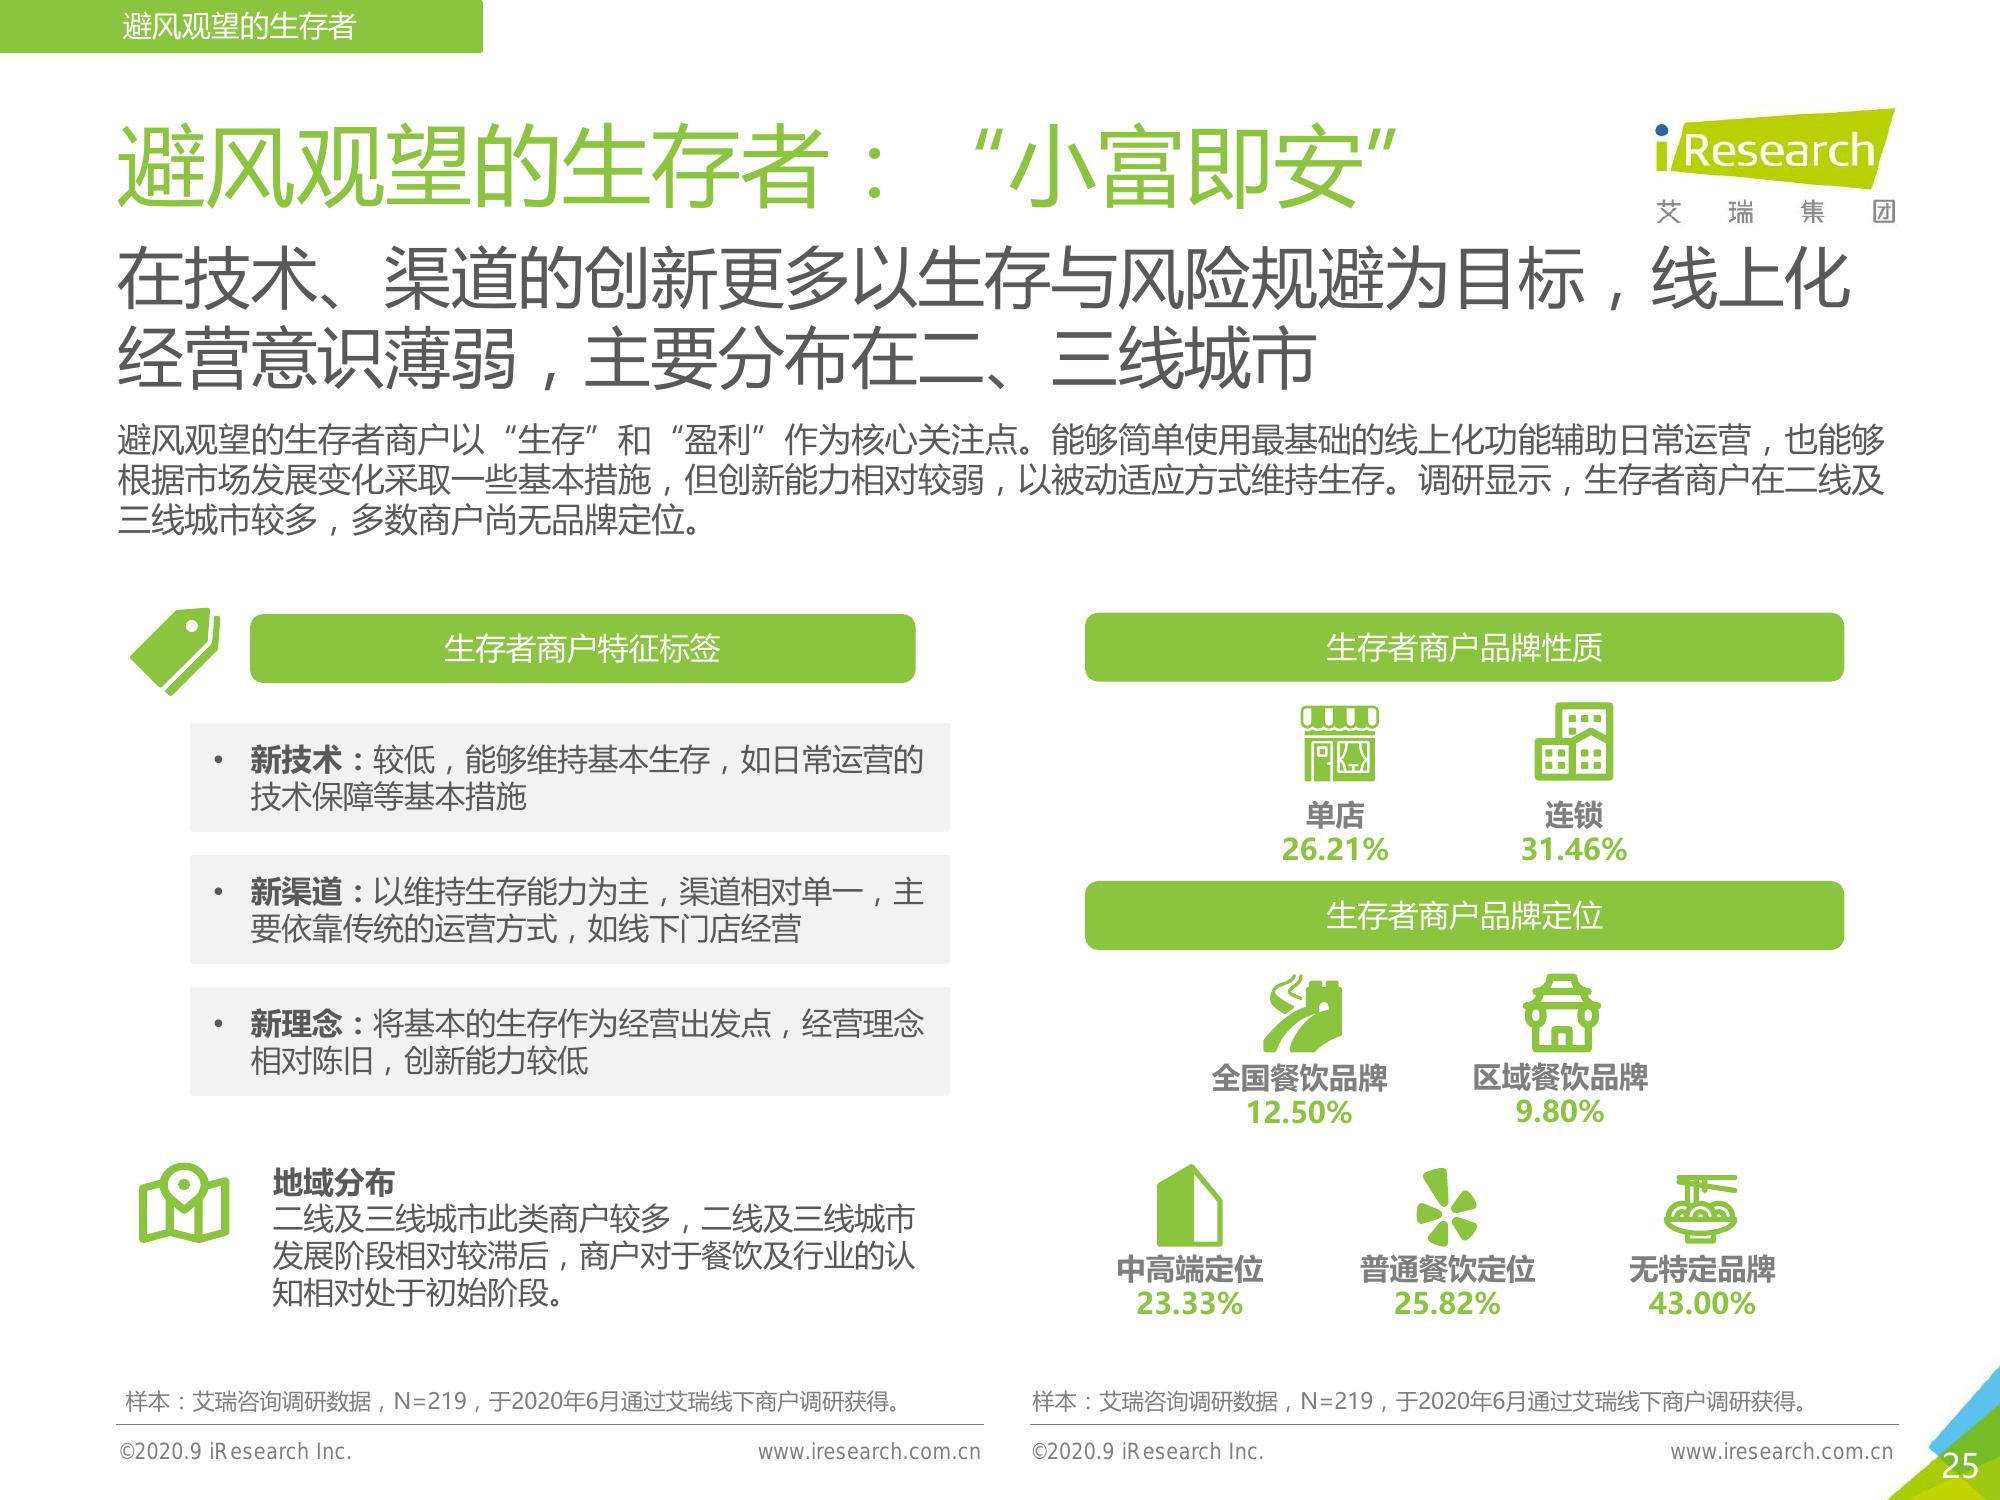 避风观望的生存者
避风观望的生存者：“小富即安”
iResearch
艾瑞集团
在技术、渠道的创新更多以生存与风险规避为目标，线上化
经营意识薄弱，主要分布在二、三线城市
避风观望的生存者商户以“生存”和“盈利”作为核心关注点。能够简单使用最基础的线上化功能辅助日常运营，也能够
根据市场发展变化采取一些基本措施，但创新能力相对较弱，以被动适应方式维持生存。调研显示，生存者商户在二线及
三线城市较多，多数商户尚无品牌定位。
生存者商户特征标签
• 新技术：较低，能够维持基本生存，如日常运营的
技术保障等基本措施
• 新渠道：以维持生存能力为主，渠道相对单一，主
要依靠传统的运营方式，如线下门店经营
• 新理念：将基本的生存作为经营出发点，经营理念
相对陈旧，创新能力较低
地域分布
二线及三线城市此类商户较多，二线及三线城市
发展阶段相对较滞后，商户对于餐饮及行业的认
知相对处于初始阶段。
生存者商户品牌性质
单店 连锁
26.21% 31.46%
生存者商户品牌定位
全国餐饮品牌 区域餐饮品牌
12.50% 9.80%
中高端定位 普通餐饮定位 无特定品牌
23.33% 25.82% 43.00%
样本：艾瑞咨询调研数据，N=219，于2020年6月通过艾瑞线下商户调研获得。
样本：艾瑞咨询调研数据，N=219，于2020年6月通过艾瑞线下商户调研获得。
©2020.9 iResearch Inc. www.iresearch.com.cn
©2020.9 iResearch Inc. www.iresearch.com.cn
25